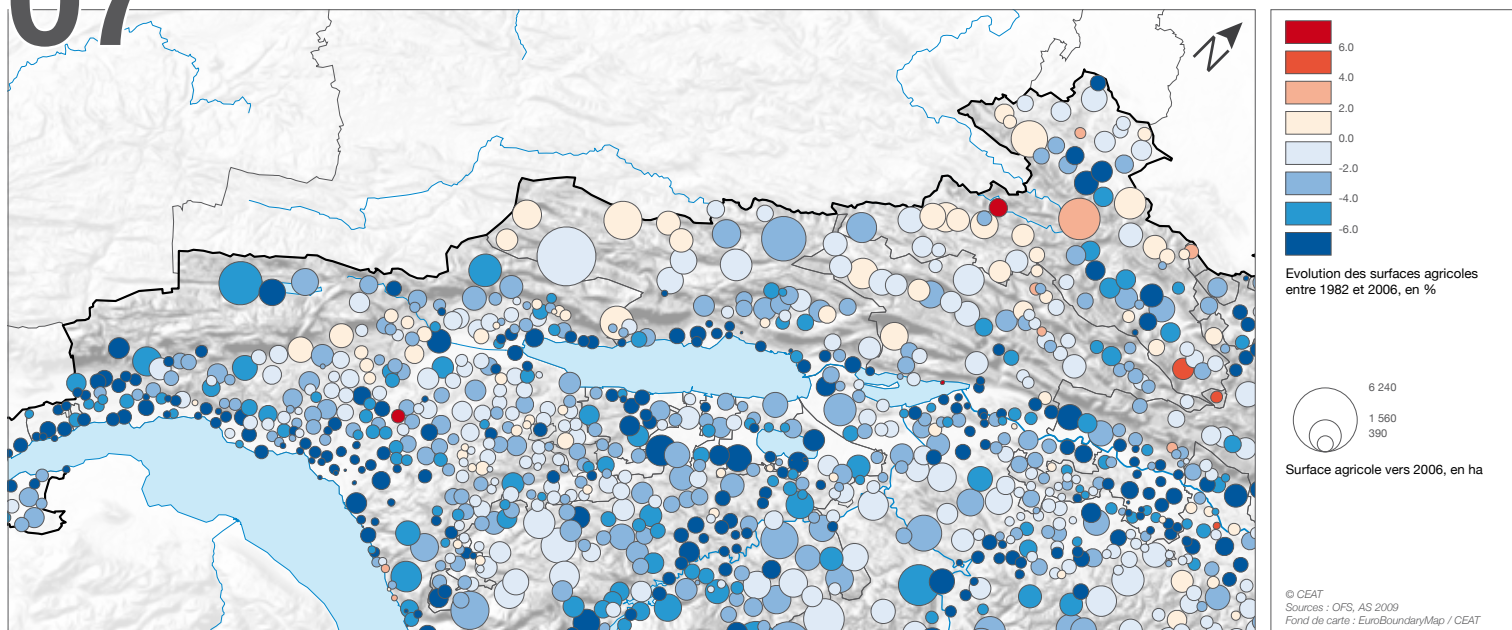 07
N
6.0
4.0
2.0
0.0
-2.0
-4.0
-6.0
Evolution des surfaces agricoles
entre 1982 et 2006, en %
6 240
1 560
390
Surface agricole vers 2006, en ha
© CEAT
Sources : OFS, AS 2009
Fond de carte : EuroBoundaryMap / CEAT